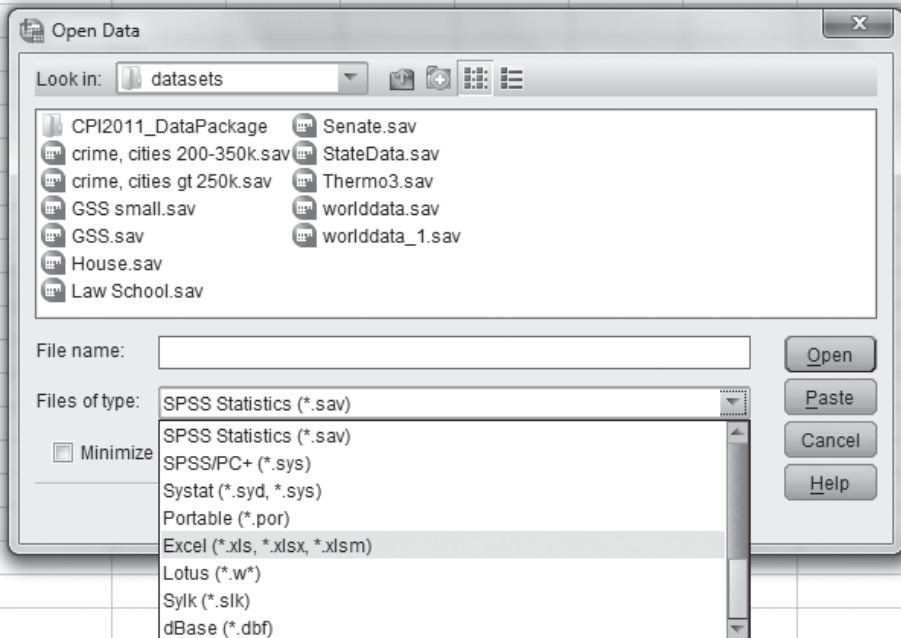 Open Data
Look in: datasets
CPI2011_DataPackage
crime, cities 200-350k.sav
crime, cities gt 250k.sav
GSS small.sav
GSS.sav
House.sav
Law School.sav
Senate.sav
StateData.sav
Thermo3.sav
worlddata.sav
worlddata_1.sav
File name:
Open
Files of type: SPSS Statistics (*.sav)
Paste
SPSS Statistics (*.sav)
Minimize
Cancel
SPSS/PC+ (*.sys)
Systat (*.syd, *.sys)
Help
Portable (*.por)
Excel (*.xls, *.xlsx, *.xlsm)
Lotus (*.w*)
Sylk (*.slk)
dBase (*.dbf)